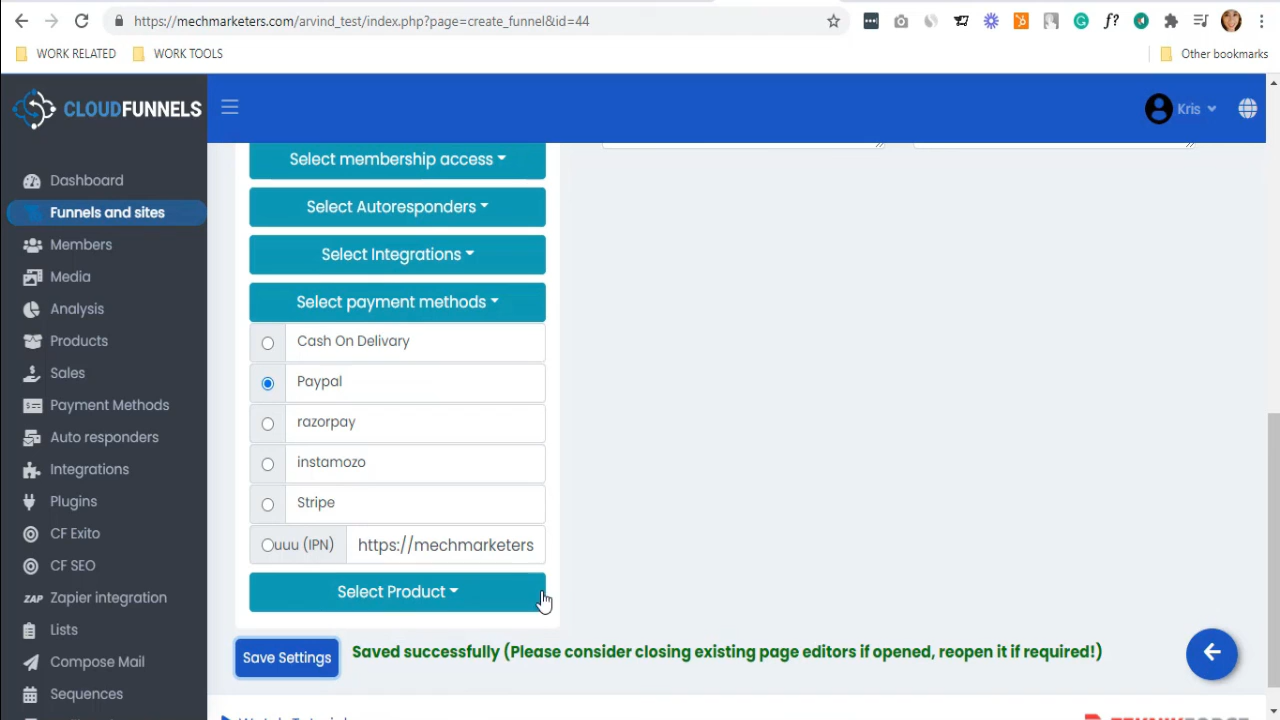 https://mechmarketers.com/arvind_test/index.php?page=create_funnel&id=44
WORK RELATED
WORK TOOLS
Other bookmarks
CLOUDFUNNELS
Kris
Dashboard
Funnels and sites
Members
Media
Analysis
Products
Sales
Payment Methods
Auto responders
Integrations
Plugins
CF Exito
CF SEO
ZAP Zapier integration
Lists
Compose Mail
Sequences
Select membership access
Select Autoresponders
Select Integrations
Select payment methods
Cash On Delivary
Paypal
razorpay
instamozo
Stripe
uuu (IPN) https://mechmarketers
Select Product
Save Settings
Saved successfully (Please consider closing existing page editors if opened, reopen it if required!)